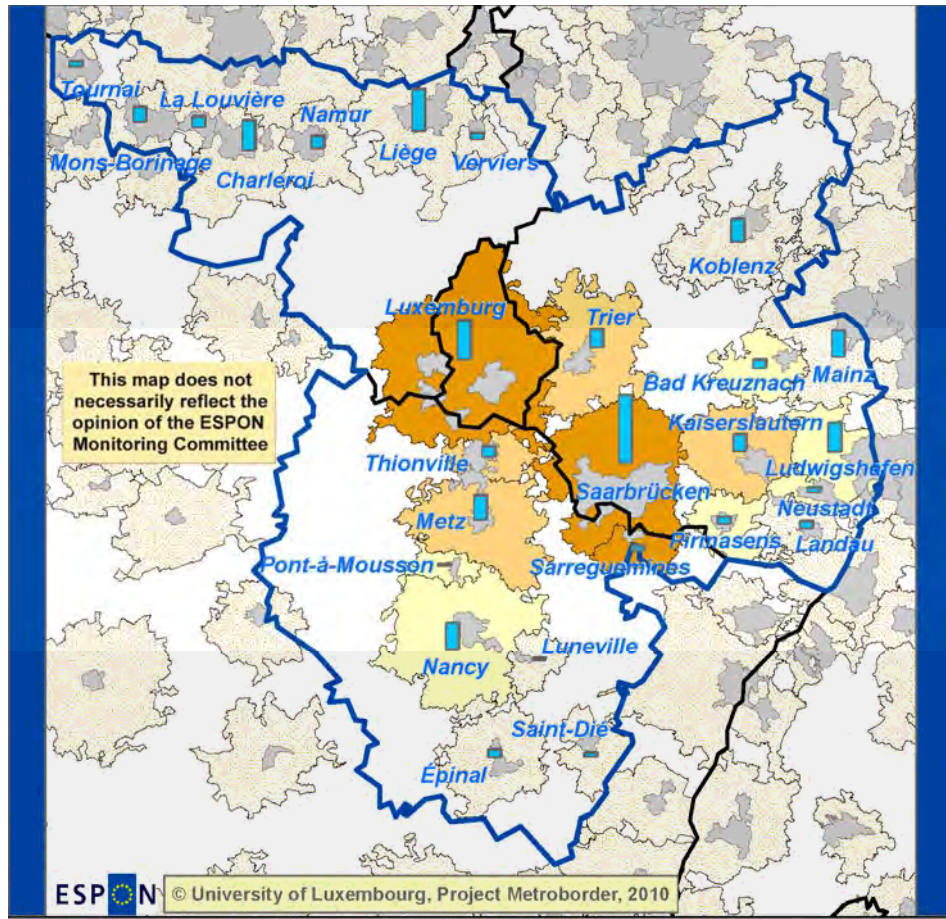 Tournai
La Louvière
Namur
Mons-Borinage
Charleroi
Liège
Verviers
Koblenz
Luxemburg
Trier
Bad Kreuznach
Mainz
This map does not
necessarily reflect the
opinion of the ESPON
Monitoring Committee
Kaiserslautern
Thionville
Ludwigshefen
Saarbrücken
Neustadt
Metz
Pirmasens
Landau
Pont-à-Mousson
Sarreguemines
Luneville
Nancy
Saint-Dié
Épinal
ESPON
© University of Luxembourg, Project Metroborder, 2010